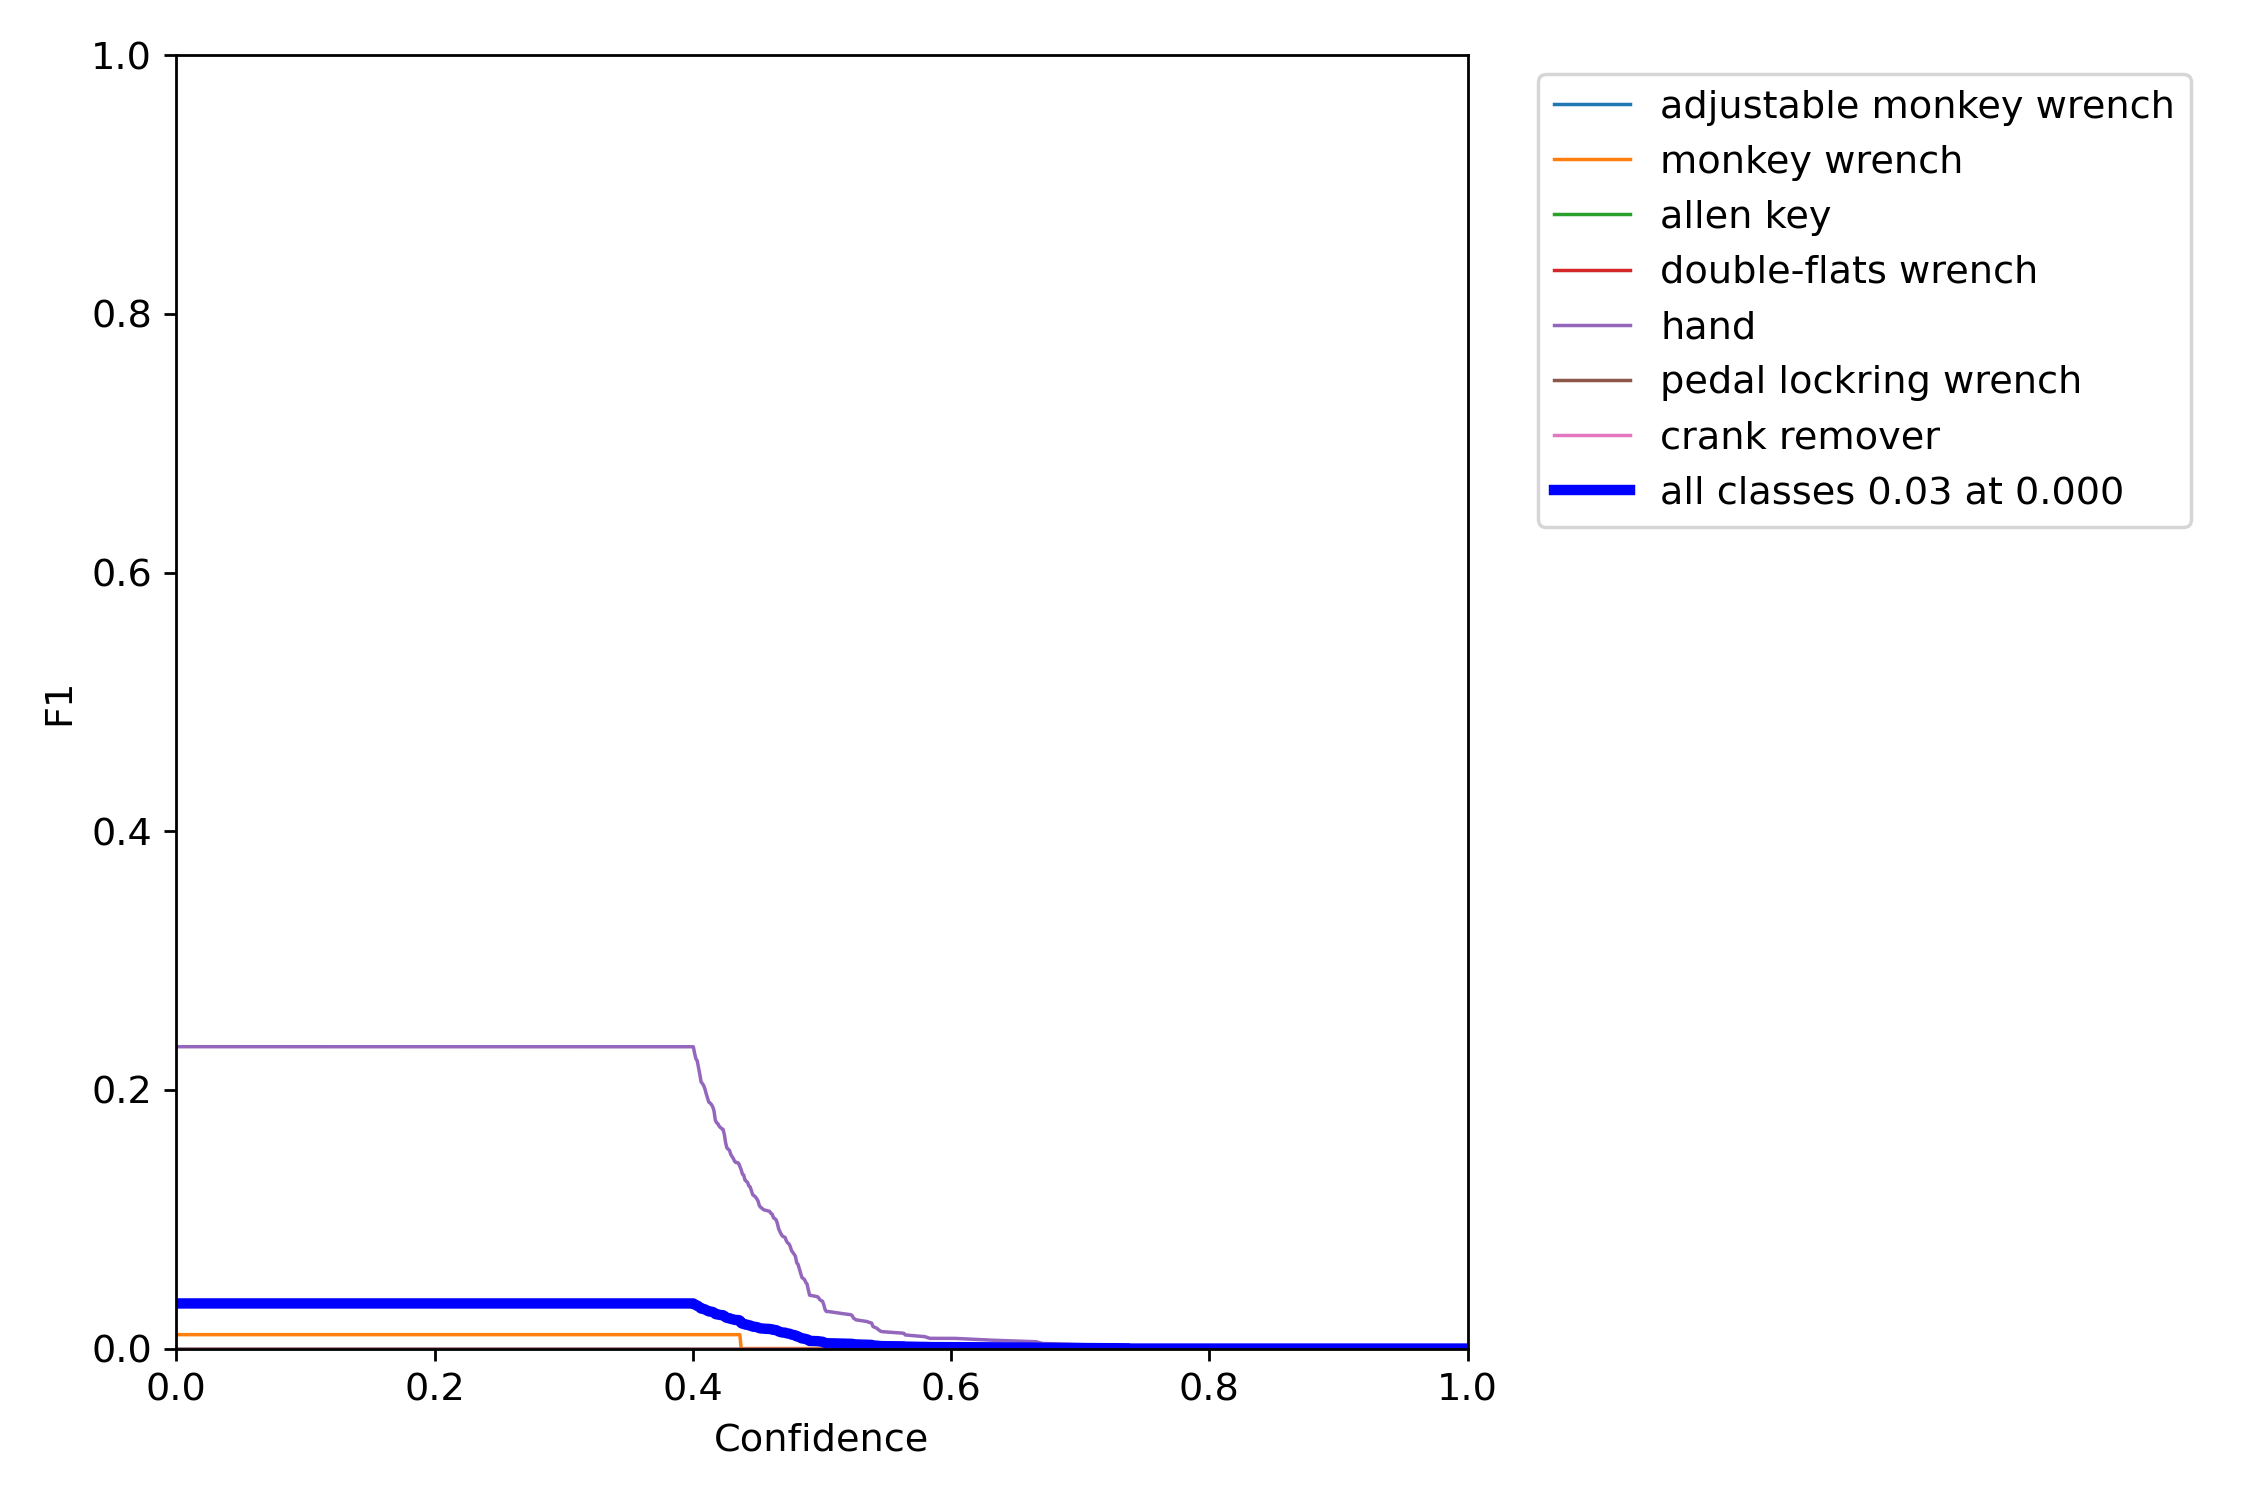 1.0
0.8
0.6
0.4
0.2
0.0
F1
0.0 0.2 0.4 0.6 0.8 1.0
Confidence
adjustable monkey wrench
monkey wrench
allen key
double-flats wrench
hand
pedal lockring wrench
crank remover
all classes 0.03 at 0.000